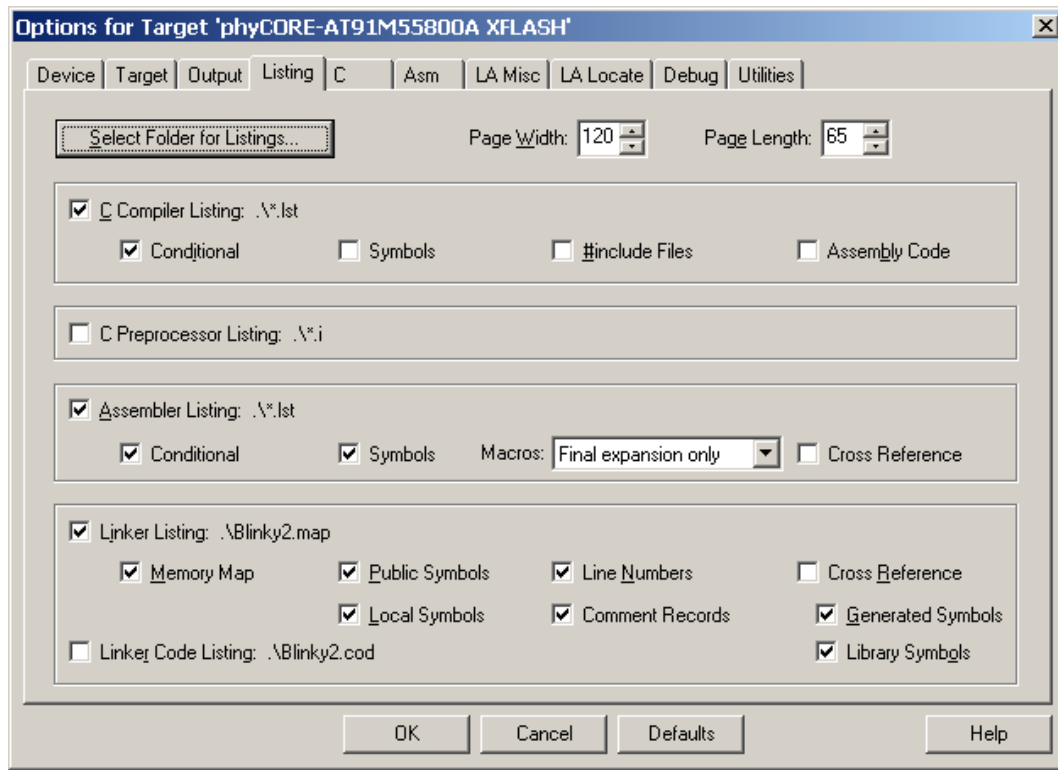 Options for Target 'phyCORE-AT91M55800A XFLASH'
Device Target Output Listing C Asm LA Misc LA Locate Debug Utilities
Select Folder for Listings... Page Width: 120 Page Length: 65
C Compiler Listing: .\*.lst
Conditional Symbols #include Files Assembly Code
C Preprocessor Listing: .\*.i
Assembler Listing: .\*.lst
Conditional Symbols Macros: Final expansion only Cross Reference
Linker Listing: .\Blinky2.map
Memory Map Public Symbols Line Numbers Cross Reference
Local Symbols Comment Records Generated Symbols
Linker Code Listing: .\Blinky2.cod Library Symbols
OK Cancel Defaults Help